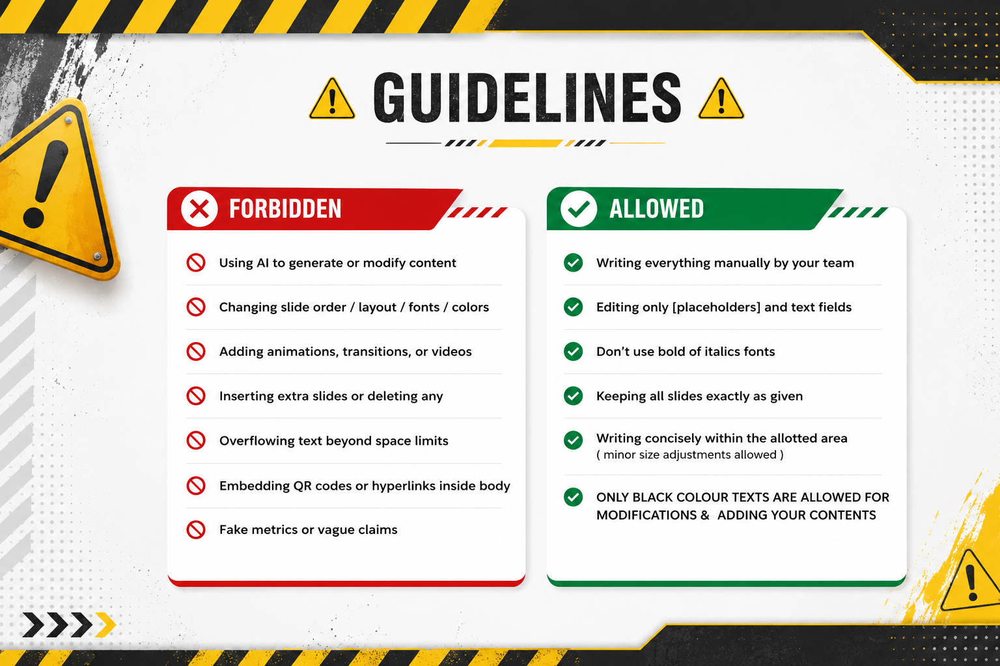 GUIDELINES
FORBIDDEN
Using AI to generate or modify content
Changing slide order / layout / fonts / colors
Adding animations, transitions, or videos
Inserting extra slides or deleting any
Overflowing text beyond space limits
Embedding QR codes or hyperlinks inside body
Fake metrics or vague claims
ALLOWED
Writing everything manually by your team
Editing only [placeholders] and text fields
Don’t use bold of italics fonts
Keeping all slides exactly as given
Writing concisely within the allotted area
( minor size adjustments allowed )
ONLY BLACK COLOUR TEXTS ARE ALLOWED FOR
MODIFICATIONS & ADDING YOUR CONTENTS